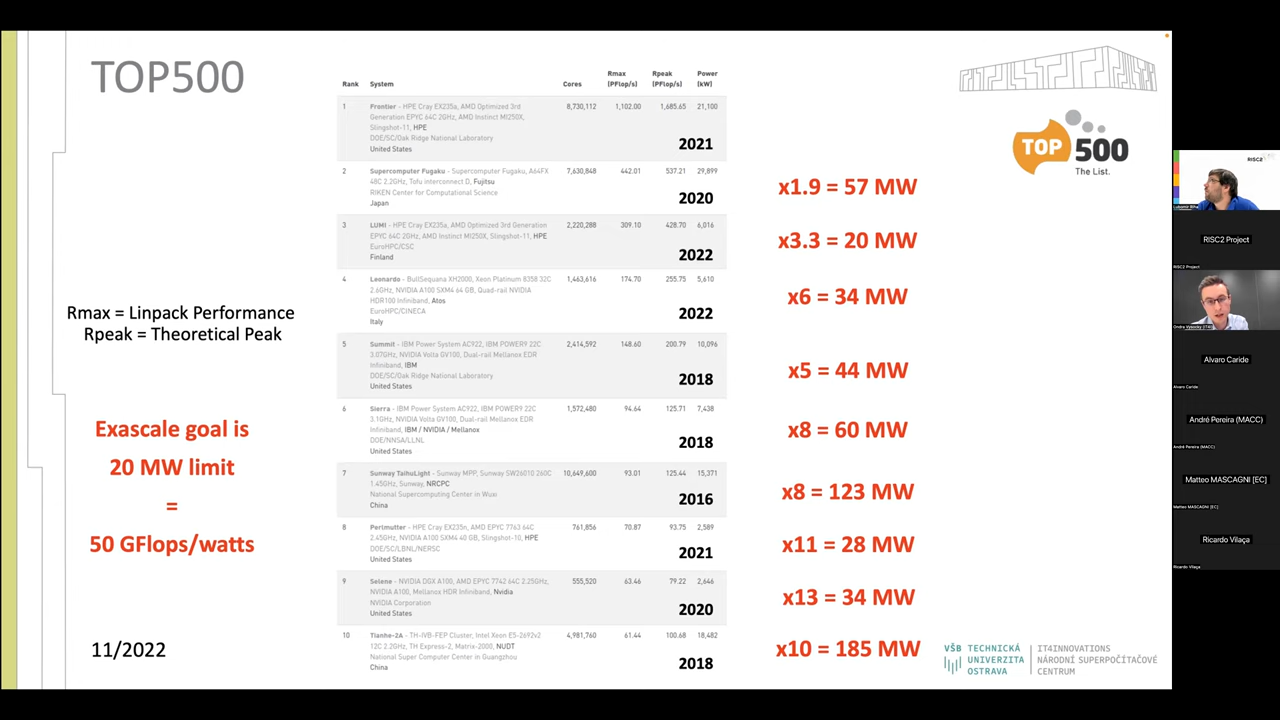 TOP500
Rmax = Linpack Performance
Rpeak = Theoretical Peak
Exascale goal is
20 MW limit
=
50 GFlops/watts
11/2022
Rank System Cores Rmax (PFlop/s) Rpeak (PFlop/s) Power (kW)
1 Frontier - HPE Cray EX235a, AMD Optimized 3rd 8,730,112 1,102.00 1,685.65 21,100
Generation EPYC 64C 2GHz, AMD Instinct MI250X,
Slingshot-11, HPE
DOE/SC/Oak Ridge National Laboratory
United States
2021
2 Supercomputer Fugaku - Supercomputer Fugaku, A64FX 7,630,848 442.01 537.21 29,899
48C 2.2GHz, Tofu interconnect D, Fujitsu
RIKEN Center for Computational Science
Japan
2020
x1.9 = 57 MW
3 LUMI - HPE Cray EX235a, AMD Optimized 3rd Generation 2,220,288 309.10 428.70 6,016
EPYC 64C 2GHz, AMD Instinct MI250X, Slingshot-11, HPE
EuroHPC/CSC
Finland
2022
x3.3 = 20 MW
4 Leonardo - BullSequana XH2000, Xeon Platinum 8358 32C 1,463,616 174.70 255.75 5,610
2.6GHz, NVIDIA A100 SXM4 64 GB, Quad-rail NVIDIA
HDR100 Infiniband, Atos
EuroHPC/CINECA
Italy
2022
x6 = 34 MW
5 Summit - IBM Power System AC922, IBM POWER9 22C 2,414,592 148.60 200.79 10,096
3.07GHz, NVIDIA Volta GV100, Dual-rail Mellanox EDR
Infiniband, IBM
DOE/SC/Oak Ridge National Laboratory
United States
2018
x5 = 44 MW
6 Sierra - IBM Power System AC922, IBM POWER9 22C 1,572,480 94.64 125.71 7,438
3.1GHz, NVIDIA Volta GV100, Dual-rail Mellanox EDR
Infiniband, IBM / NVIDIA / Mellanox
DOE/NNSA/LLNL
United States
2018
x8 = 60 MW
7 Sunway TaihuLight - Sunway MPP, Sunway SW26010 260C 10,649,600 93.01 125.44 15,371
1.45GHz, Sunway, NRCPC
National Supercomputing Center in Wuxi
China
2016
x8 = 123 MW
8 Perlmutter - HPE Cray EX235n, AMD EPYC 7763 64C 761,856 70.87 93.75 2,589
2.45GHz, NVIDIA A100 SXM4 40 GB, Slingshot-10, HPE
DOE/SC/LBNL/NERSC
United States
2021
x11 = 28 MW
9 Selene - NVIDIA DGX A100, AMD EPYC 7742 64C 2.25GHz, 555,520 63.46 79.22 2,646
NVIDIA A100, Mellanox HDR Infiniband, Nvidia
NVIDIA Corporation
United States
2020
x13 = 34 MW
10 Tianhe-2A - TH-IVB-FEP Cluster, Intel Xeon E5-2692v2 4,981,760 61.44 100.68 18,482
12C 2.2GHz, TH Express-2, Matrix-2000, NUDT
National Super Computer Center in Guangzhou
China
2018
x10 = 185 MW
TOP 500
The List.
VŠB TECHNICKÁ
UNIVERZITA
OSTRAVA
IT4INNOVATIONS
NÁRODNÍ SUPERPOČÍTAČOVÉ
CENTRUM
RISC2
Lubomir Riha
RISC2 Project
RISC2 Project
Ondra Vysocky (IT4I)
Alvaro Caride
Alvaro Caride
André Pereira (MACC)
André Pereira (MACC)
Matteo MASCAGNI [EC]
Matteo MASCAGNI [EC]
Ricardo Vilaça
Ricardo Vilaça